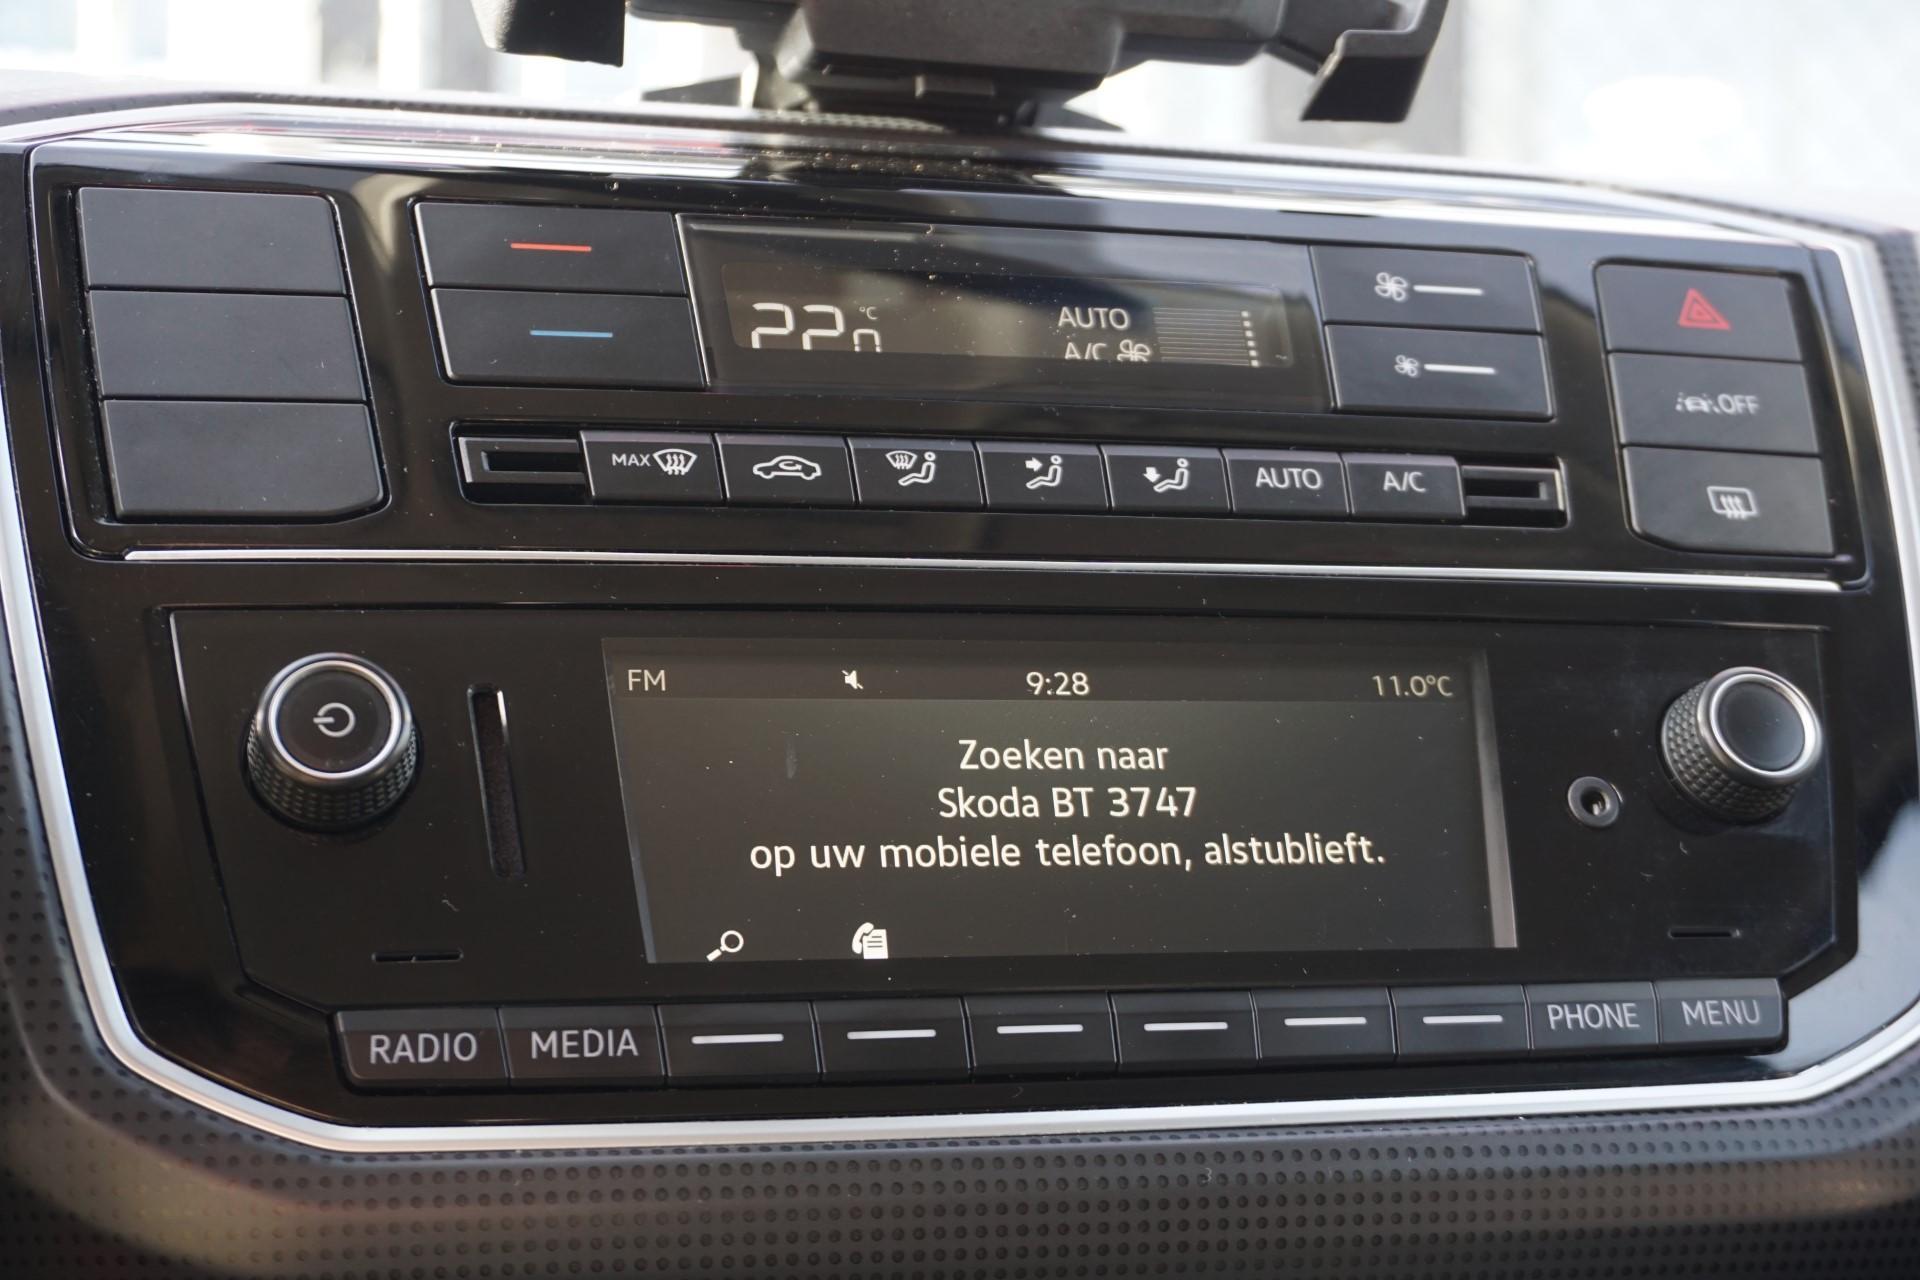 22.0 °C AUTO
A/C
OFF
MAX AUTO A/C
FM 9:28 11.0°C
Zoeken naar
Skoda BT 3747
op uw mobiele telefoon, alstublieft.
RADIO MEDIA PHONE MENU